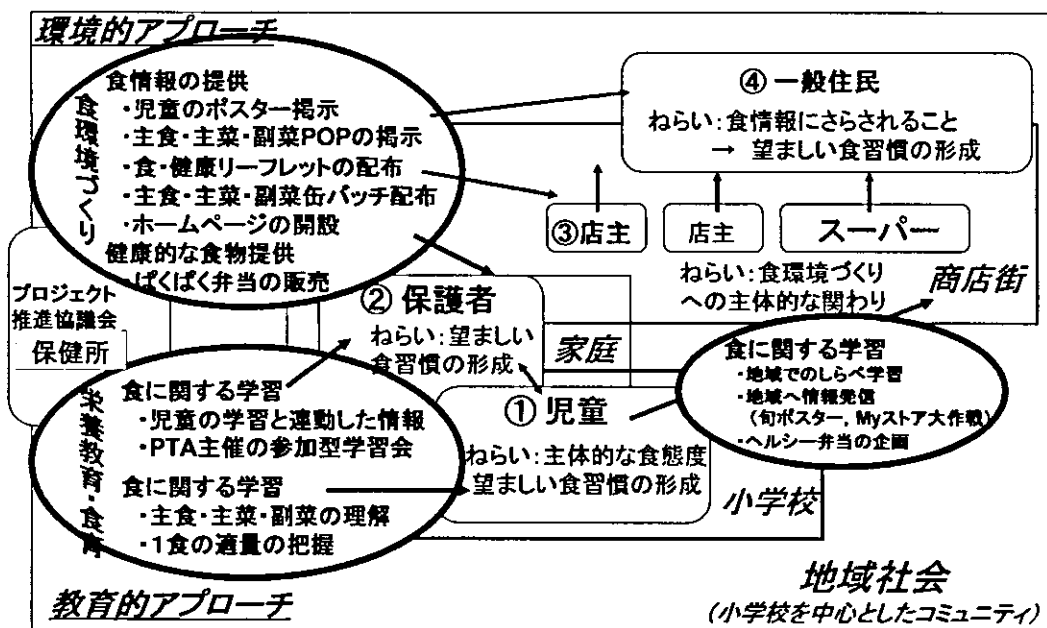 環境的アプローチ
食環境づくり
食情報の提供
・児童のポスター掲示
・主食・主菜・副菜POPの掲示
・食・健康リーフレットの配布
・主食・主菜・副菜缶バッチ配布
・ホームページの開設
健康的な食物提供
・ぱくぱく弁当の販売
④ 一般住民
ねらい：食情報にさらされること
→ 望ましい食習慣の形成
③店主
店主
スーパー
ねらい：食環境づくり
への主体的な関わり
商店街
プロジェクト
推進協議会
保健所
② 保護者
ねらい：望ましい
食習慣の形成
家庭
食に関する学習
・地域でのしらべ学習
・地域へ情報発信
(旬ポスター, Myストア大作戦)
・ヘルシー弁当の企画
栄養教育・食育
食に関する学習
・児童の学習と連動した情報
・PTA主催の参加型学習会
食に関する学習
・主食・主菜・副菜の理解
・1食の適量の把握
① 児童
ねらい：主体的な食態度
望ましい食習慣の形成
小学校
教育的アプローチ
地域社会
(小学校を中心としたコミュニティ)